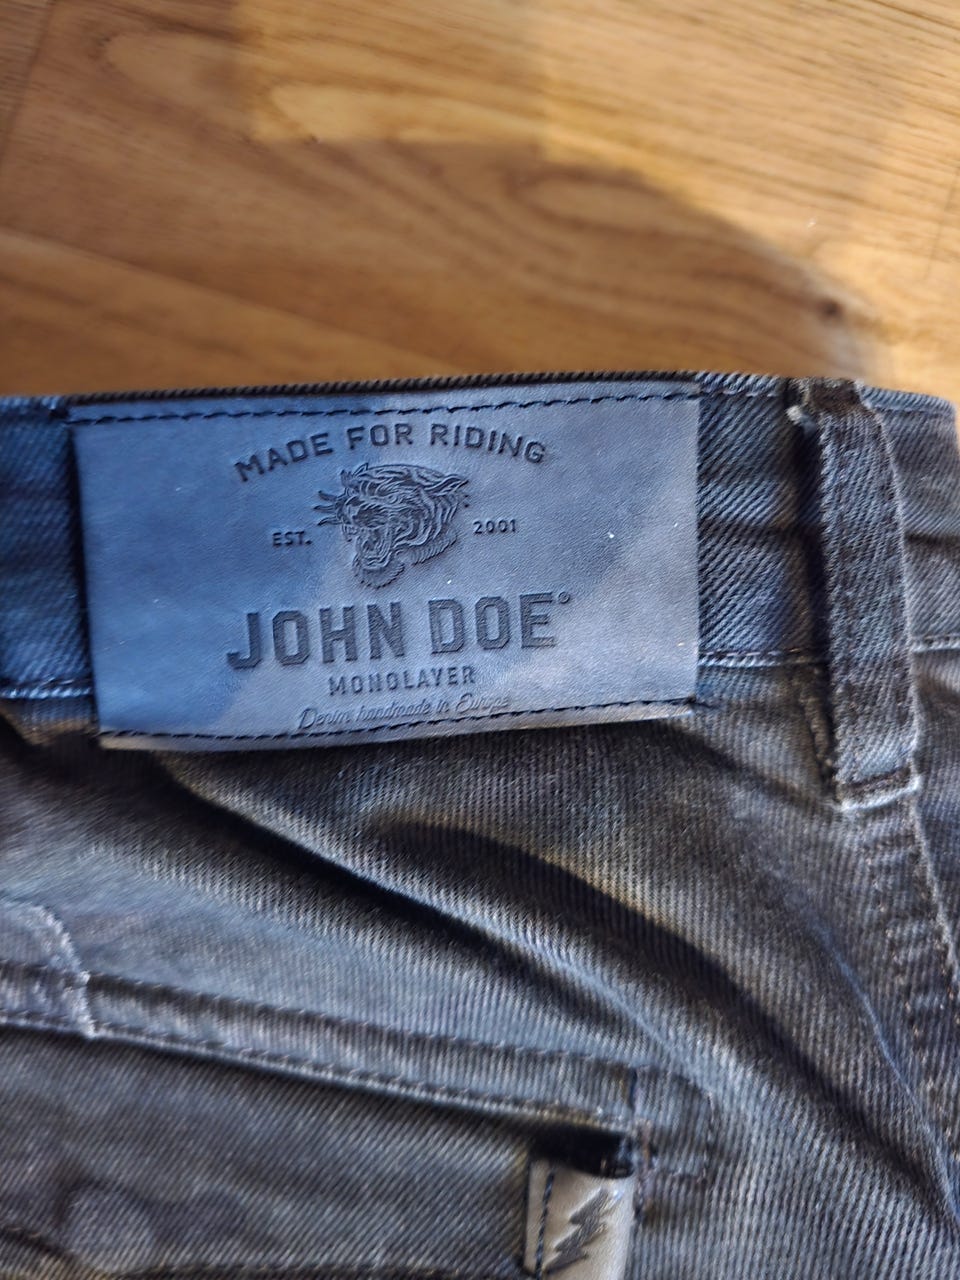 MADE FOR RIDING
EST. 2001
JOHN DOE®
MONOLAYER
Denim handmade in Europe